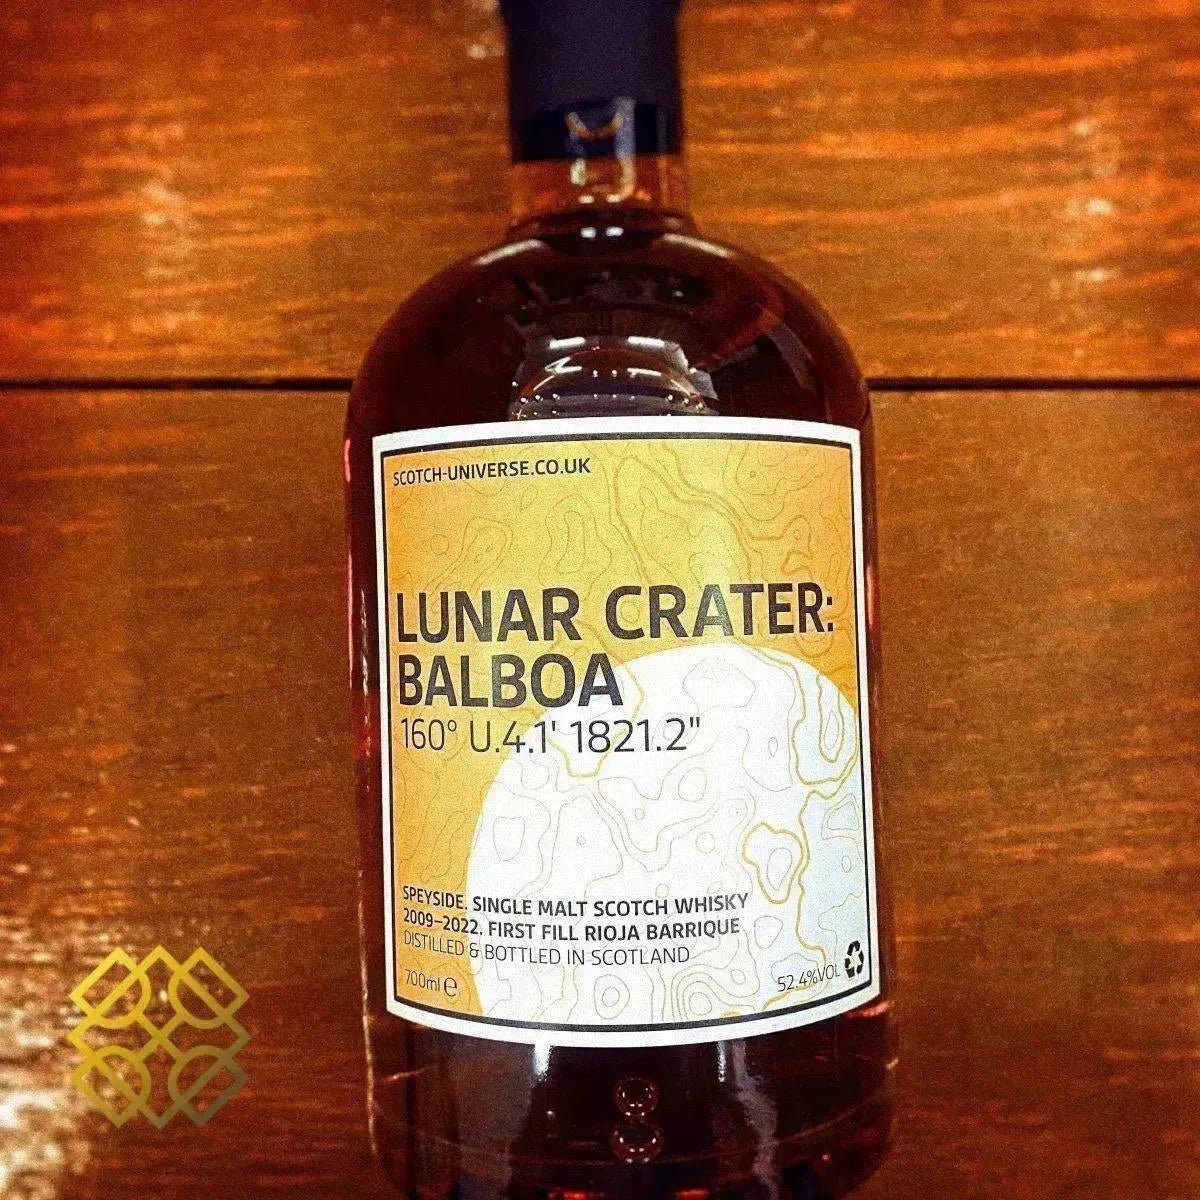 SCOTCH-UNIVERSE.CO.UK
LUNAR CRATER:
BALBOA
160° U.4.1' 1821.2"
SPEYSIDE. SINGLE MALT SCOTCH WHISKY
2009–2022. FIRST FILL RIOJA BARRIQUE
DISTILLED & BOTTLED IN SCOTLAND
700ml ℮
52.4%VOL